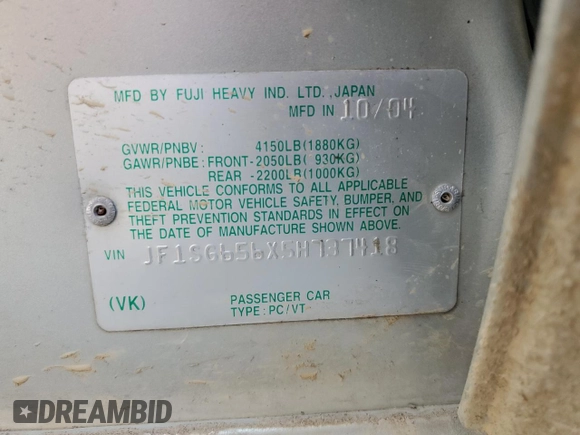 MFD BY FUJI HEAVY IND. LTD., JAPAN
MFD IN 10/04
GVWR/PNBV: 4150LB(1880KG)
GAWR/PNBE: FRONT-2050LB( 930KG)
REAR -2200LB(1000KG)
THIS VEHICLE CONFORMS TO ALL APPLICABLE
FEDERAL MOTOR VEHICLE SAFETY, BUMPER, AND
THEFT PREVENTION STANDARDS IN EFFECT ON
THE DATE OF MANUFACTURE SHOWN ABOVE.
VIN JF1SG656X5H737418
(VK) PASSENGER CAR
TYPE: PC/VT
DREAMBID